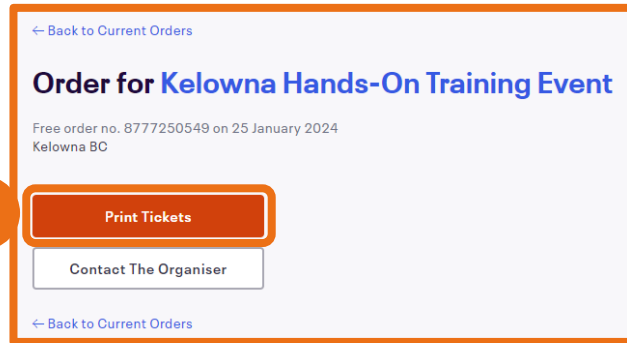 ← Back to Current Orders
Order for Kelowna Hands-On Training Event
Free order no. 8777250549 on 25 January 2024
Kelowna BC
Print Tickets
Contact The Organiser
← Back to Current Orders